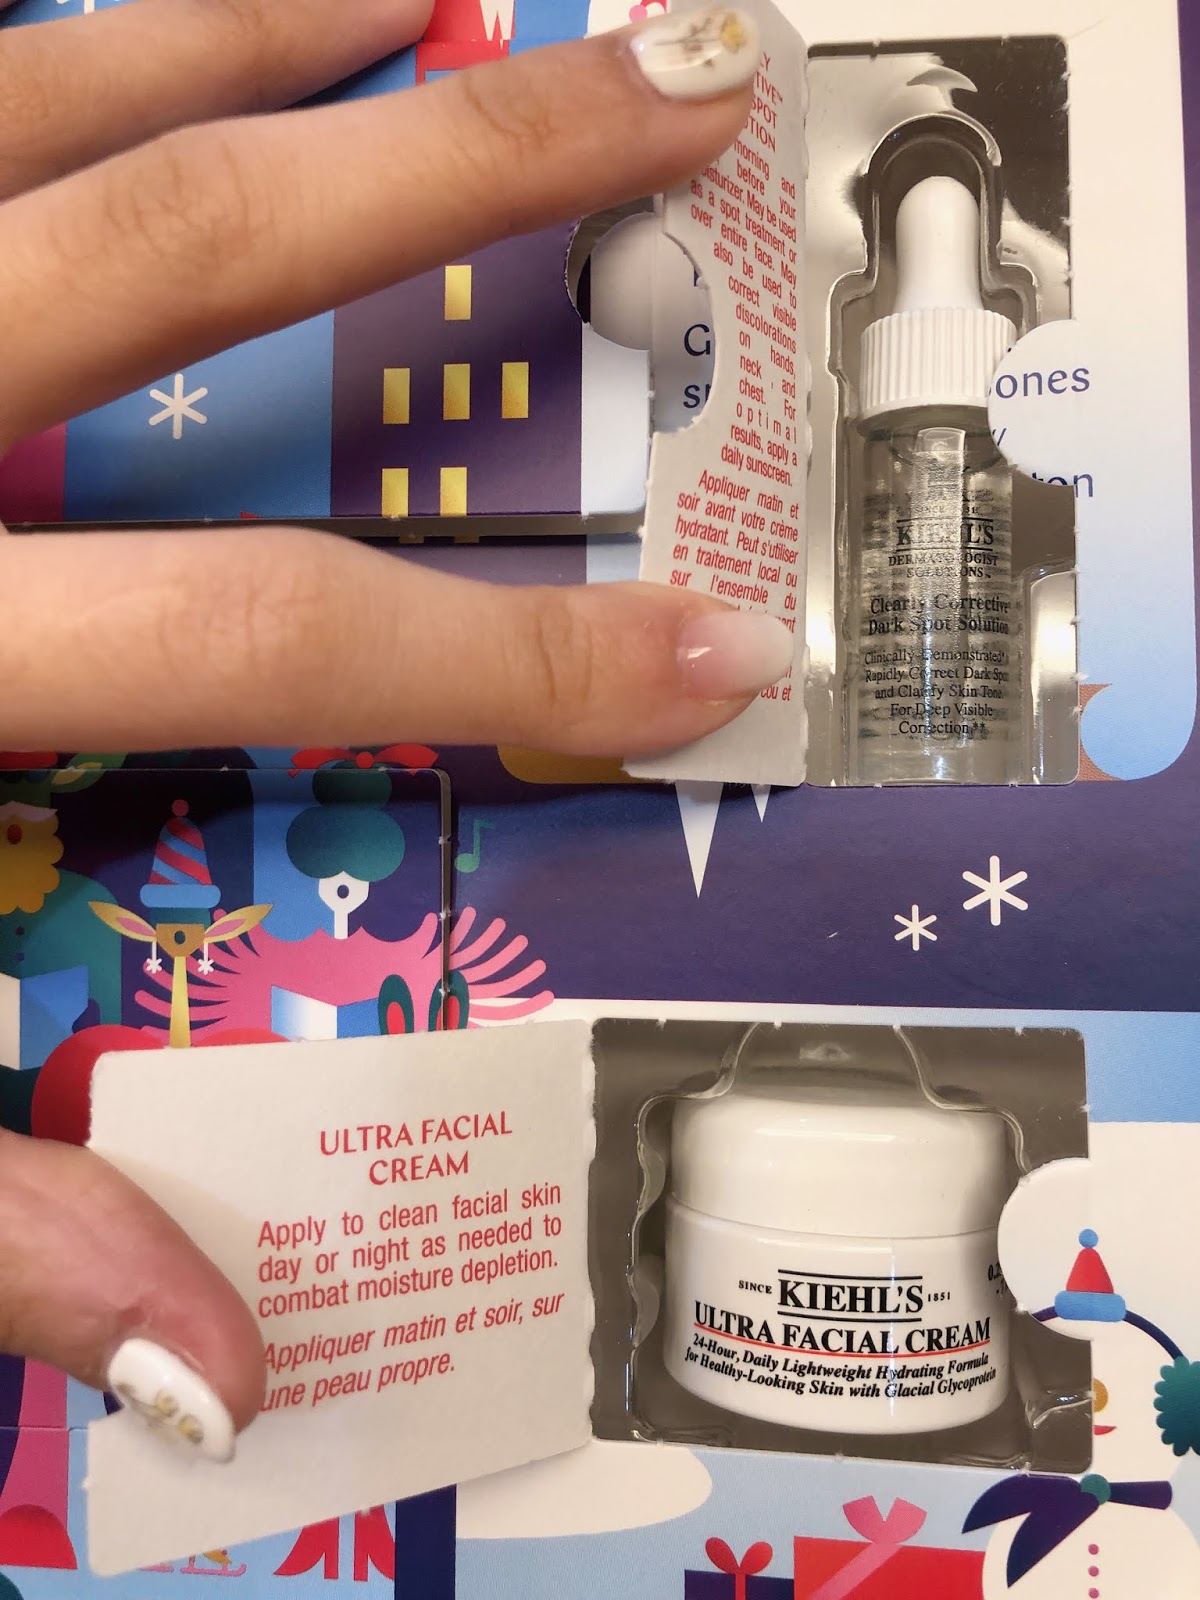 TIVE™
SPOT
morning and
before your
moisturizer. May be used
as a spot treatment or
over entire face. May
also be used to
correct visible
discolorations
on hands,
neck and
chest. For
optimal
results, apply a
daily sunscreen.
Appliquer matin et
soir avant votre crème
hydratant. Peut s'utiliser
en traitement local ou
sur l'ensemble du
cou et
SINCE
KIEHL'S
DERMATOLOGIST
SOLUTIONS™
Clearly Corrective
Dark Spot Solution
Clinically-Demonstrated*
Rapidly Correct Dark Spots
and Clarify Skin Tone.
For Deep Visible
Correction**
ones
ton
ULTRA FACIAL
CREAM
Apply to clean facial skin
day or night as needed to
combat moisture depletion.
Appliquer matin et soir, sur
une peau propre.
SINCE KIEHL'S 1851
ULTRA FACIAL CREAM
24-Hour, Daily Lightweight Hydrating Formula
for Healthy-Looking Skin with Glacial Glycoprotein